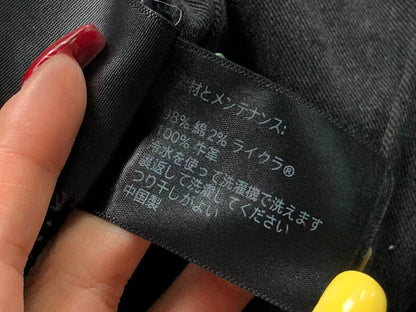 材とメンテナンス:
98% 綿 2% ライクラ®
100% 牛革
冷水を使って洗濯機で洗えます
裏返して洗濯してください
つり干しがよい
中国製